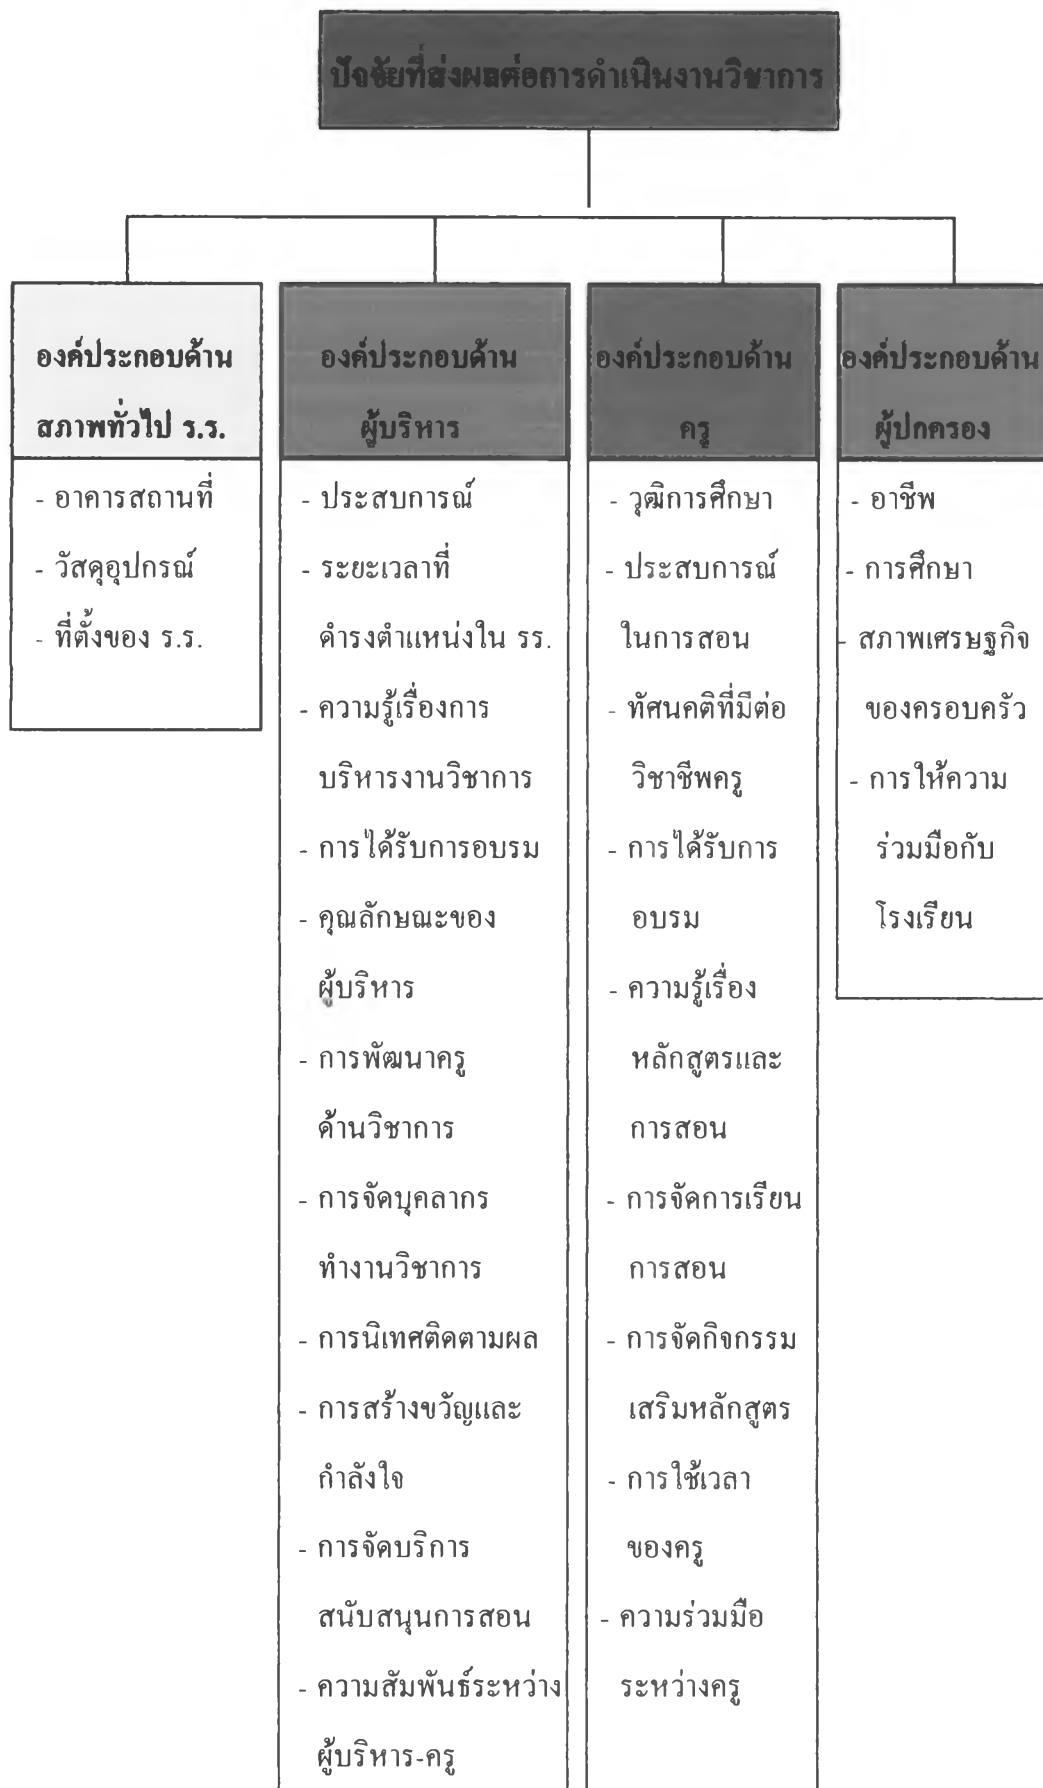 ปัจจัยที่ส่งผลต่อการดำเนินงานวิชาการ
องค์ประกอบด้าน
สภาพทั่วไป ร.ร.
- อาคารสถานที่
- วัสดุอุปกรณ์
- ที่ตั้งของ ร.ร.
องค์ประกอบด้าน
ผู้บริหาร
- ประสบการณ์
- ระยะเวลาที่
ดำรงตำแหน่งใน รร.
- ความรู้เรื่องการ
บริหารงานวิชาการ
- การได้รับการอบรม
- คุณลักษณะของ
ผู้บริหาร
- การพัฒนาครู
ด้านวิชาการ
- การจัดบุคลากร
ทำงานวิชาการ
- การนิเทศติดตามผล
- การสร้างขวัญและ
กำลังใจ
- การจัดบริการ
สนับสนุนการสอน
- ความสัมพันธ์ระหว่าง
ผู้บริหาร-ครู
องค์ประกอบด้าน
ครู
- วุฒิการศึกษา
- ประสบการณ์
ในการสอน
- ทัศนคติที่มีต่อ
วิชาชีพครู
- การได้รับการ
อบรม
- ความรู้เรื่อง
หลักสูตรและ
การสอน
- การจัดการเรียน
การสอน
- การจัดกิจกรรม
เสริมหลักสูตร
- การใช้เวลา
ของครู
- ความร่วมมือ
ระหว่างครู
องค์ประกอบด้าน
ผู้ปกครอง
- อาชีพ
- การศึกษา
- สภาพเศรษฐกิจ
ของครอบครัว
- การให้ความ
ร่วมมือกับ
โรงเรียน